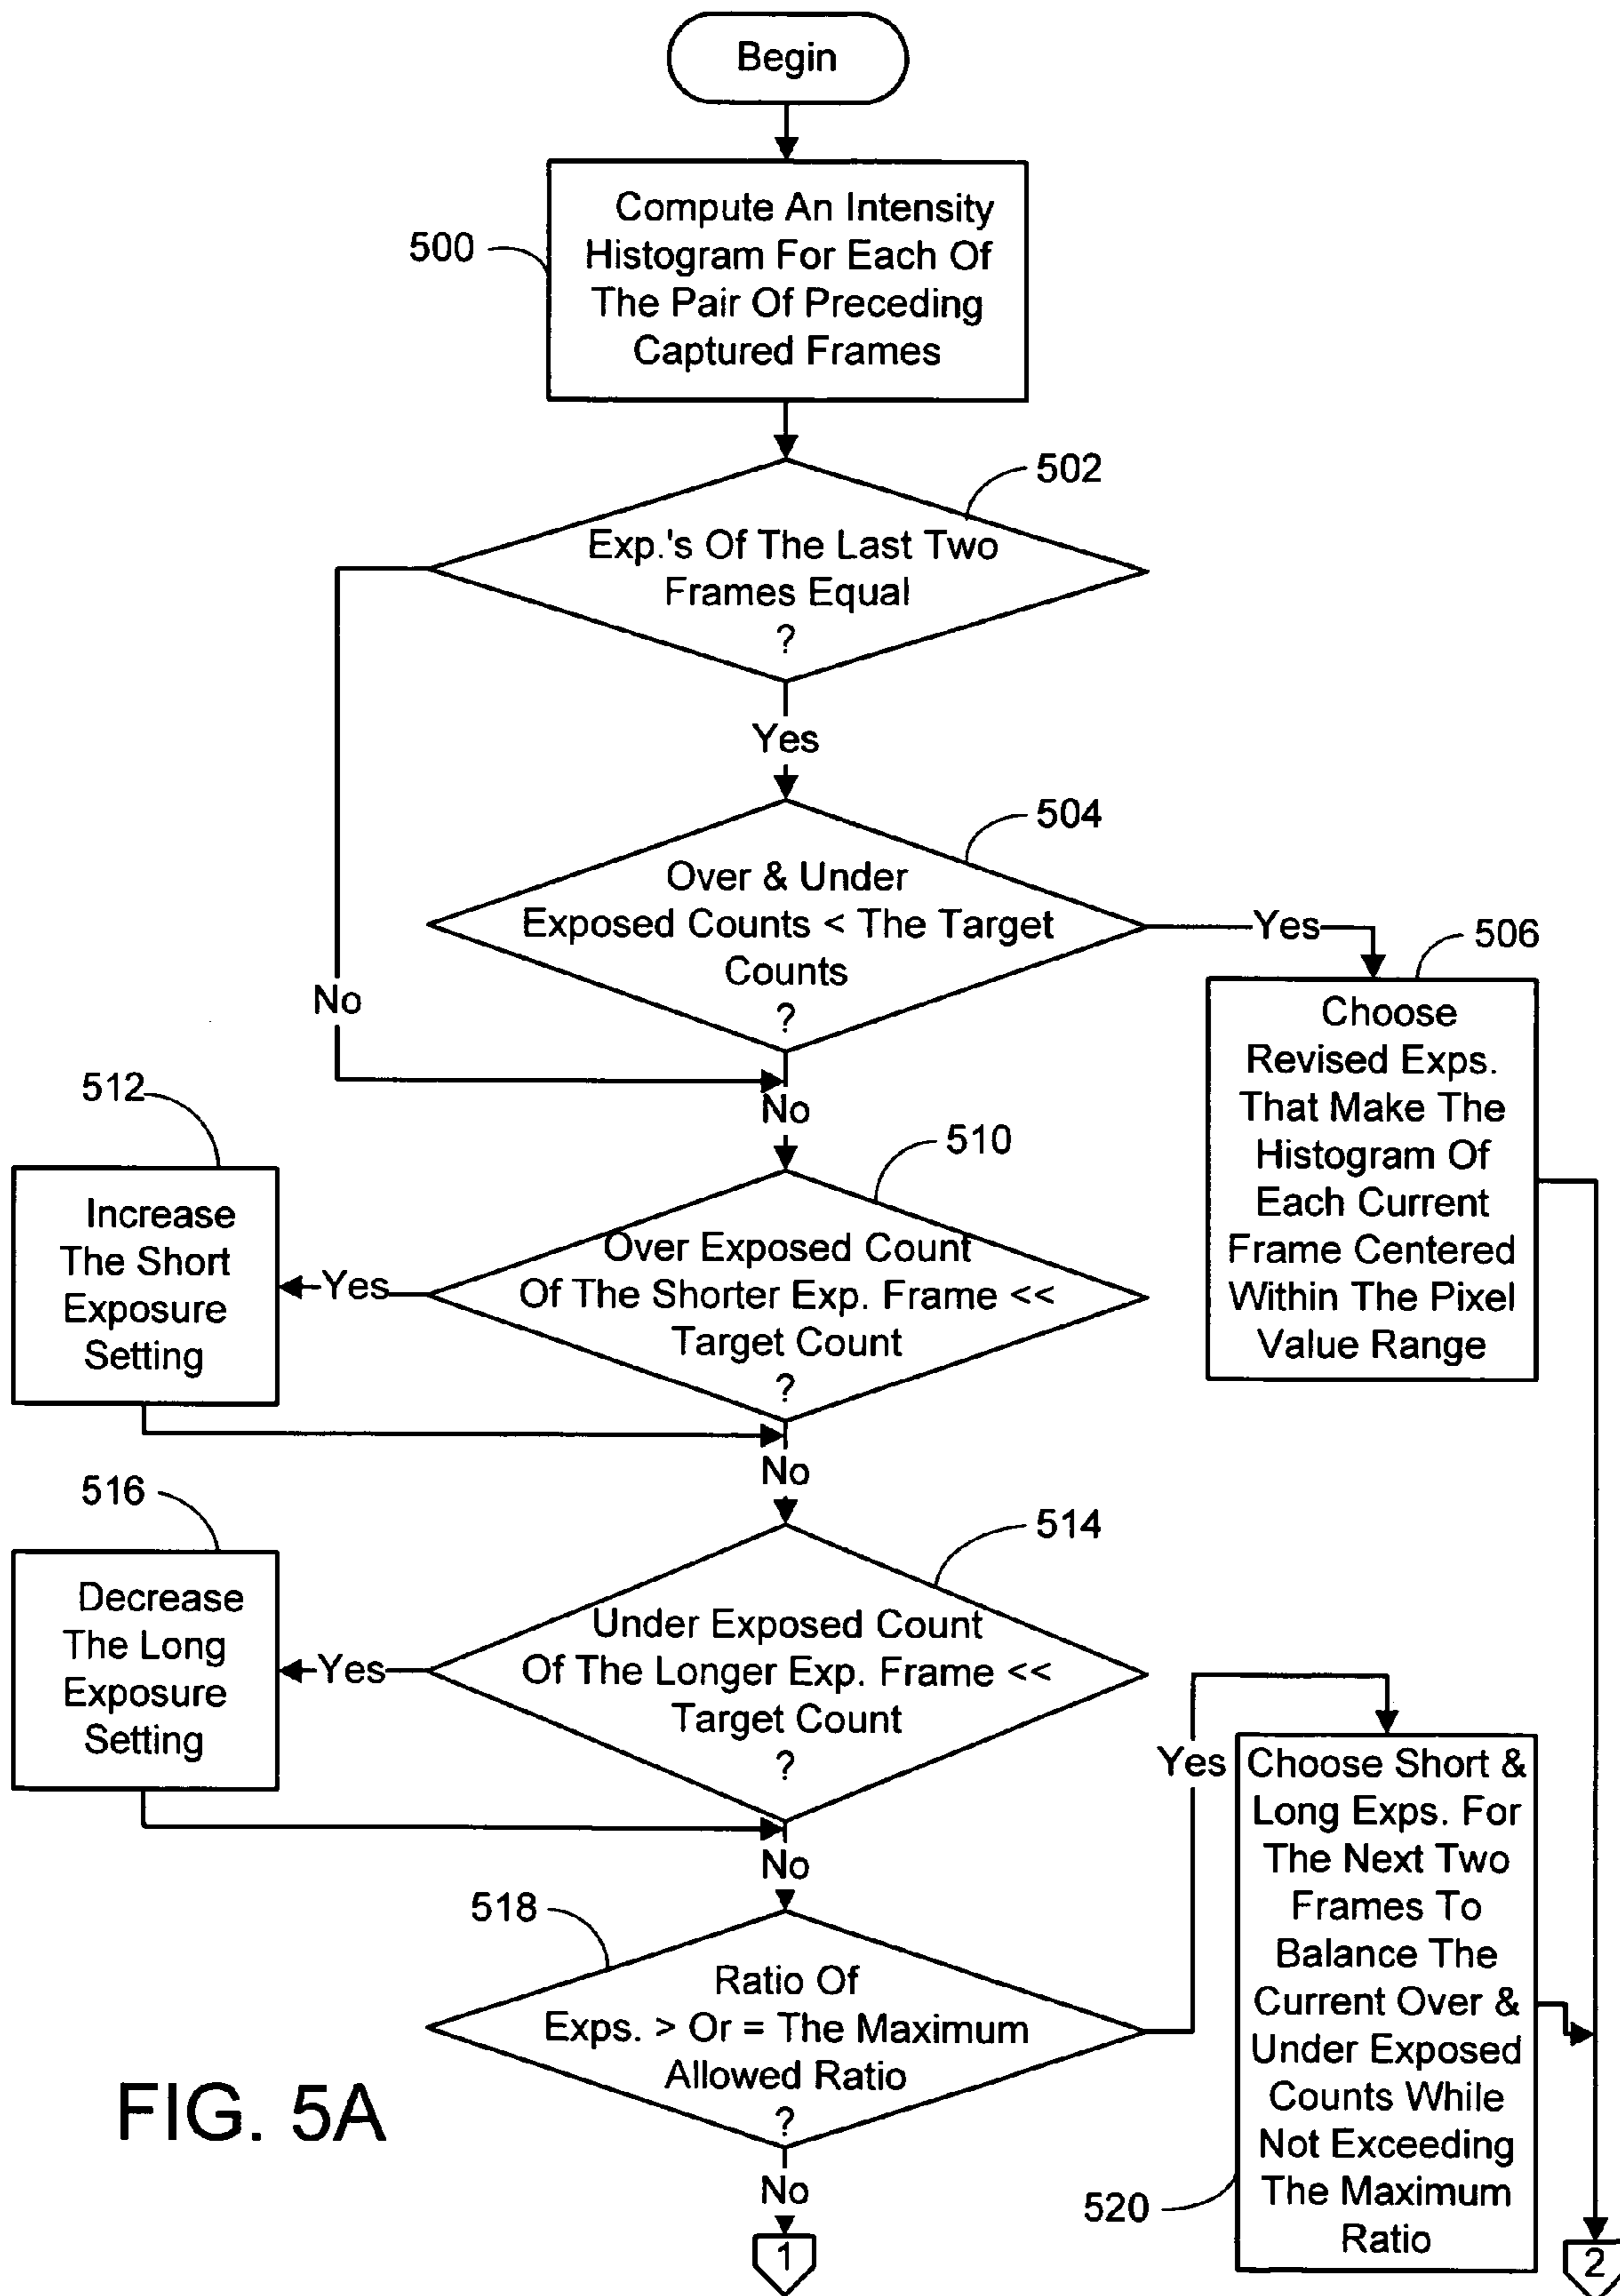 Begin
Compute An Intensity
Histogram For Each Of
The Pair Of Preceding
Captured Frames
500
502
Exp.'s Of The Last Two
Frames Equal
?
Yes
No
504
Over & Under
Exposed Counts < The Target
Counts
?
Yes
506
Choose
Revised Exps.
That Make The
Histogram Of
Each Current
Frame Centered
Within The Pixel
Value Range
No
510
Over Exposed Count
Of The Shorter Exp. Frame <<
Target Count
?
Yes
512
Increase
The Short
Exposure
Setting
No
514
Under Exposed Count
Of The Longer Exp. Frame <<
Target Count
?
Yes
516
Decrease
The Long
Exposure
Setting
No
518
Ratio Of
Exps. > Or = The Maximum
Allowed Ratio
?
Yes
Choose Short &
Long Exps. For
The Next Two
Frames To
Balance The
Current Over &
Under Exposed
Counts While
Not Exceeding
The Maximum
Ratio
520
No
1
2
FIG. 5A